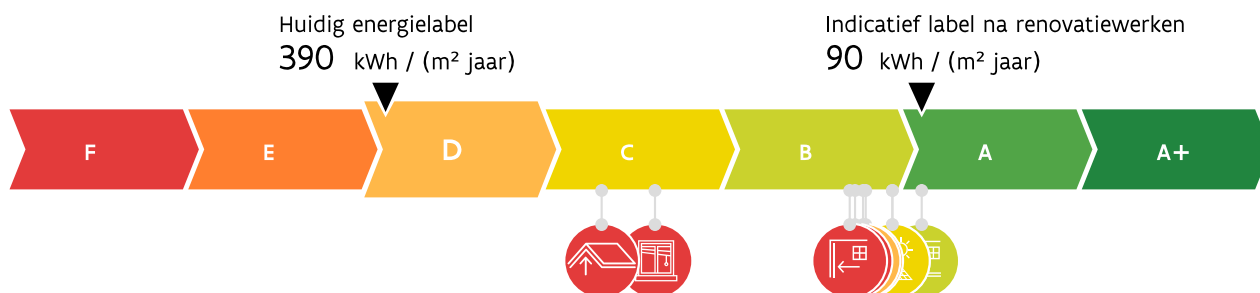 Huidig energielabel
390 kWh / (m² jaar)
Indicatief label na renovatiewerken
90 kWh / (m² jaar)
F E D C B A A+